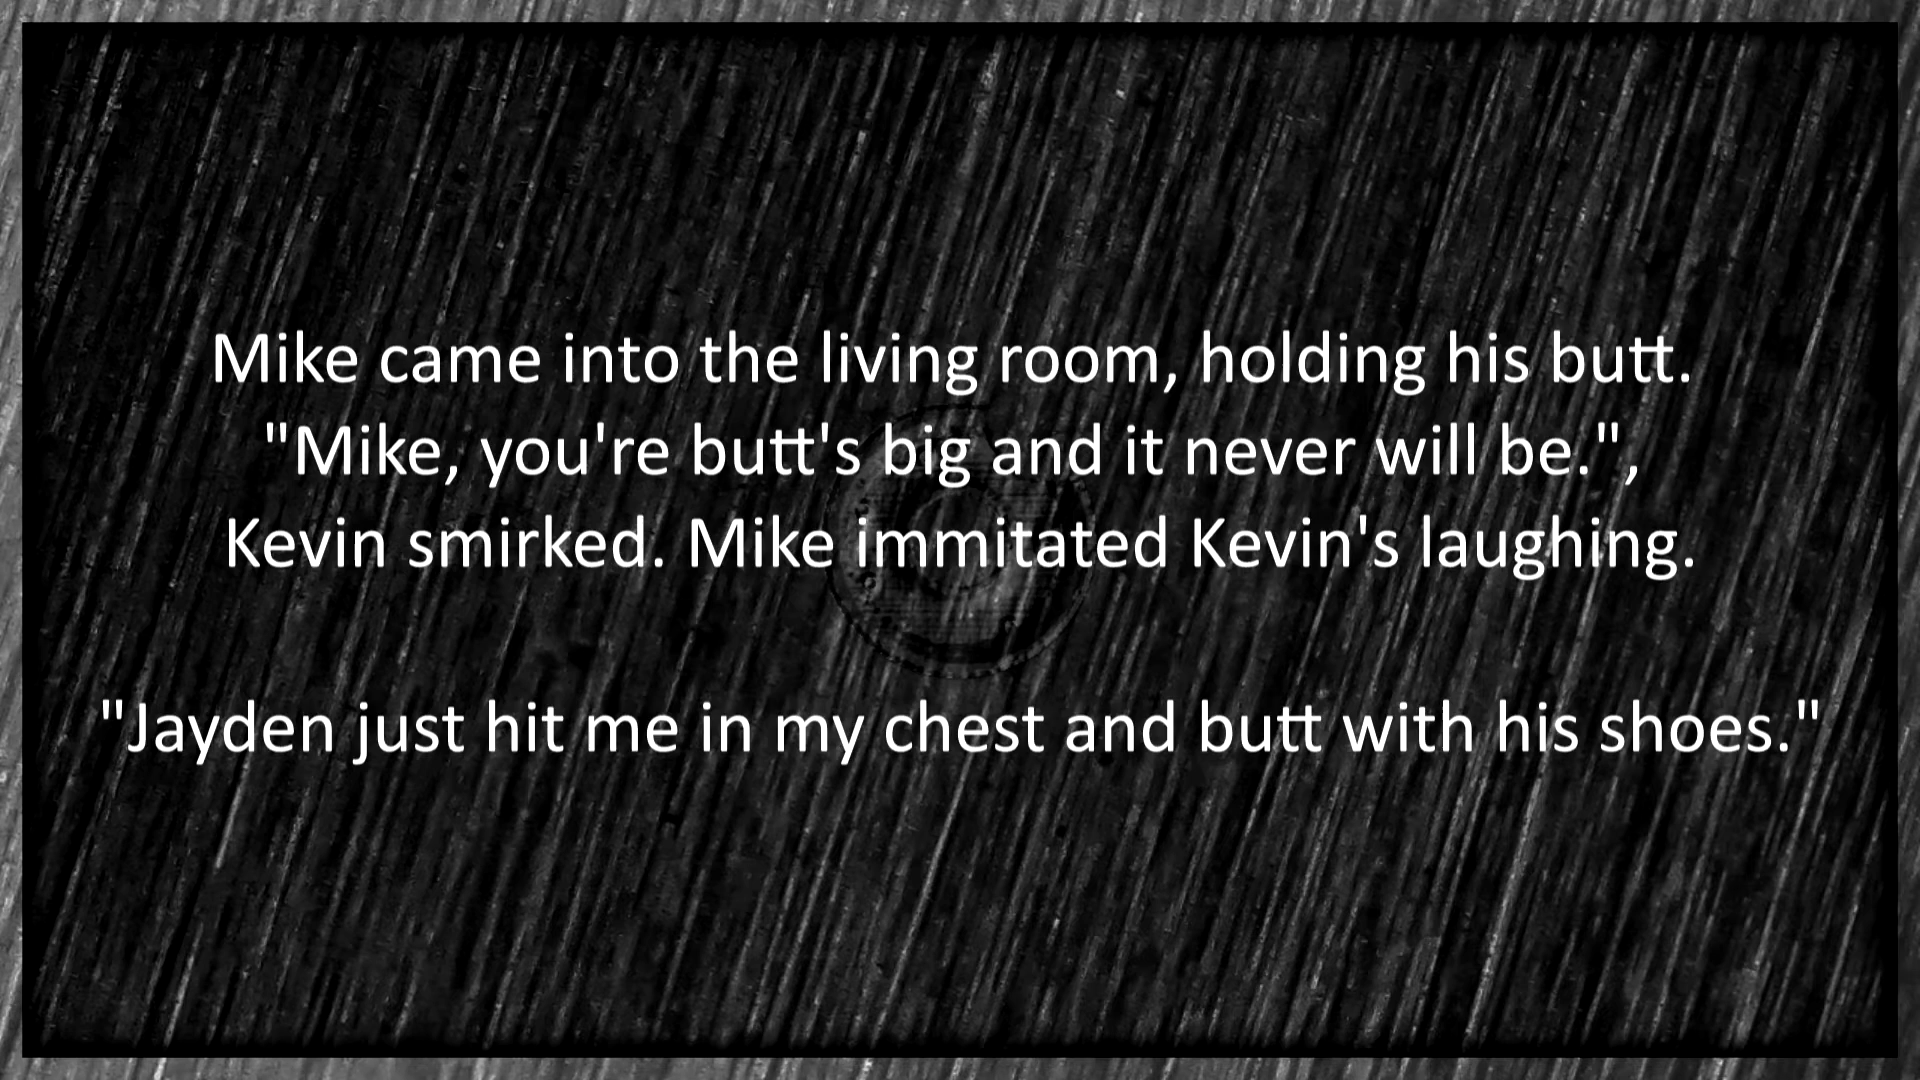 Mike came into the living room, holding his butt.
"Mike, you're butt's big and it never will be.",
Kevin smirked. Mike immitated Kevin's laughing.
"Jayden just hit me in my chest and butt with his shoes."